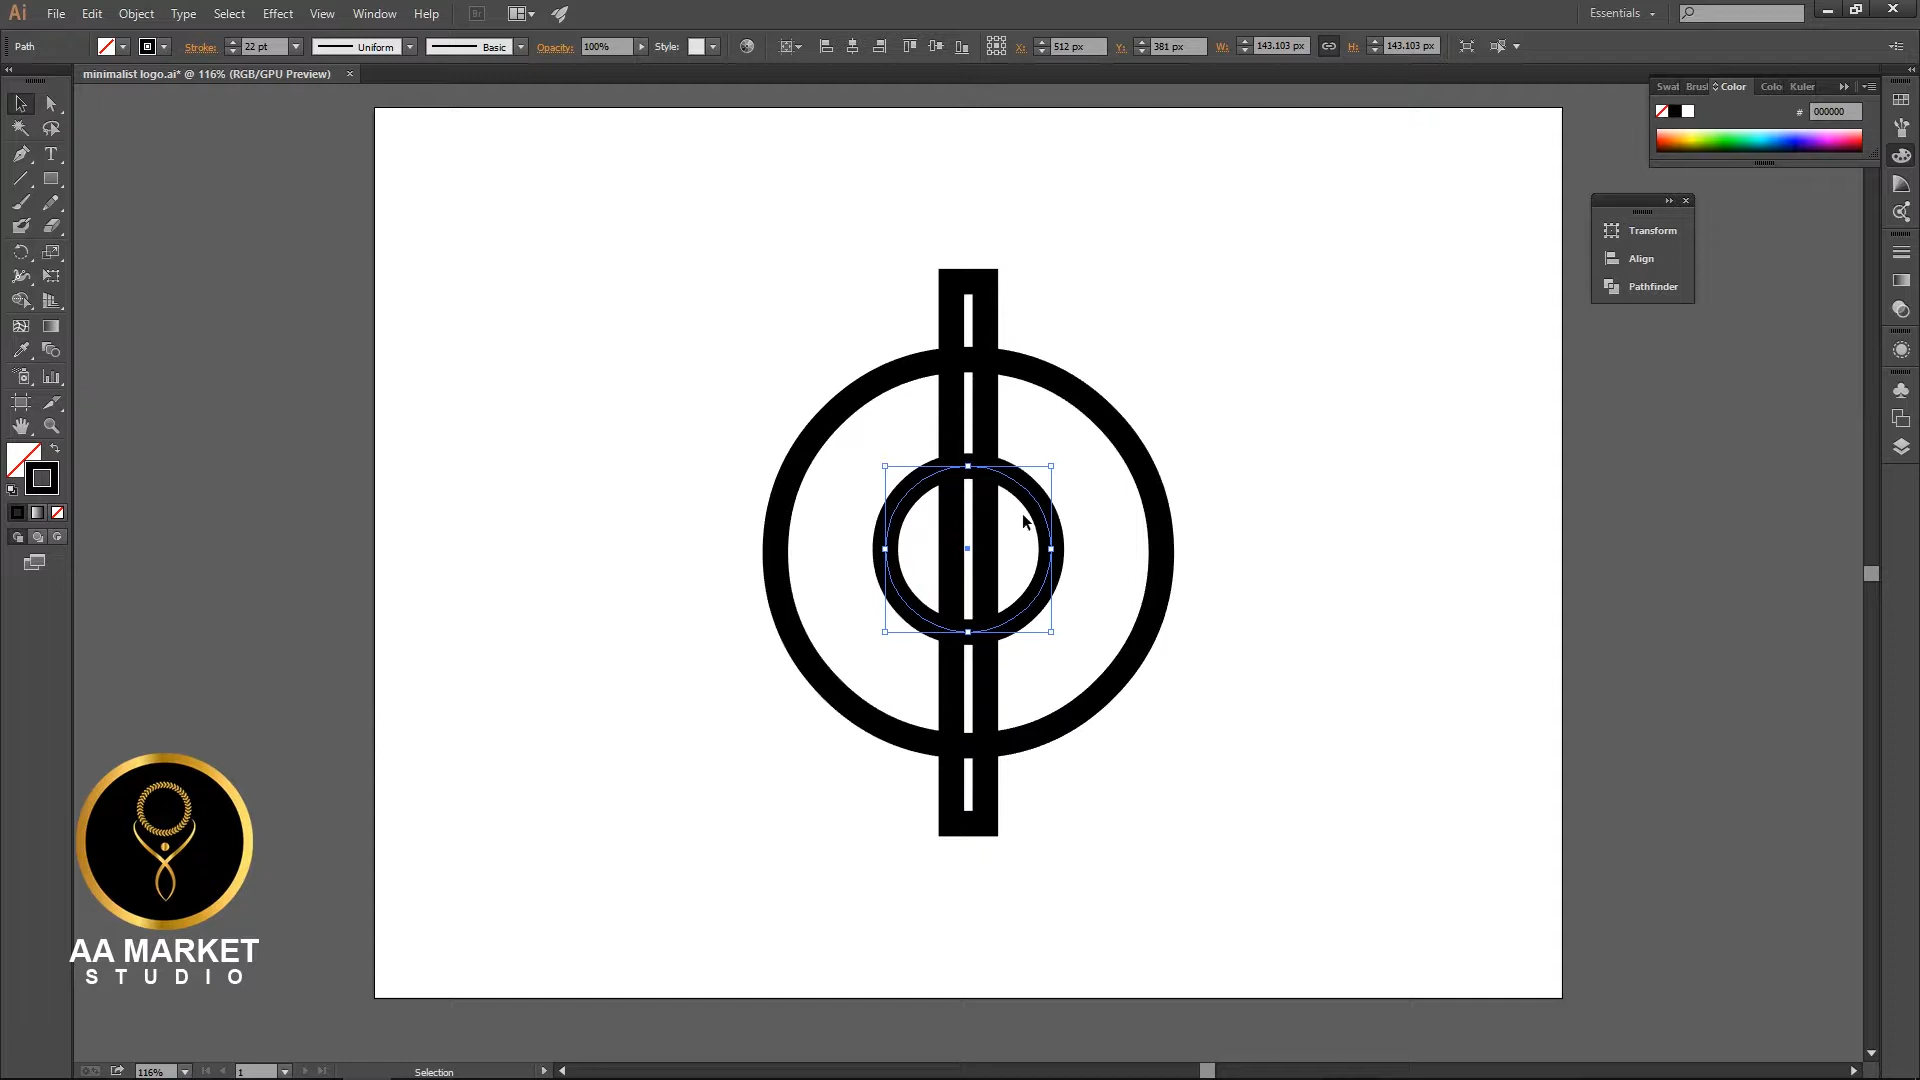 Ai File Edit Object Type Select Effect View Window Help Br Essentials
Path Stroke: 22 pt Uniform Basic Opacity: 100% Style: X: 512 px Y: 381 px W: 143.103 px H: 143.103 px
minimalist logo.ai* @ 116% (RGB/GPU Preview)
Swat Brusl Color Colo Kuler
# 000000
Transform
Align
Pathfinder
AA MARKET
STUDIO
116% 1 Selection